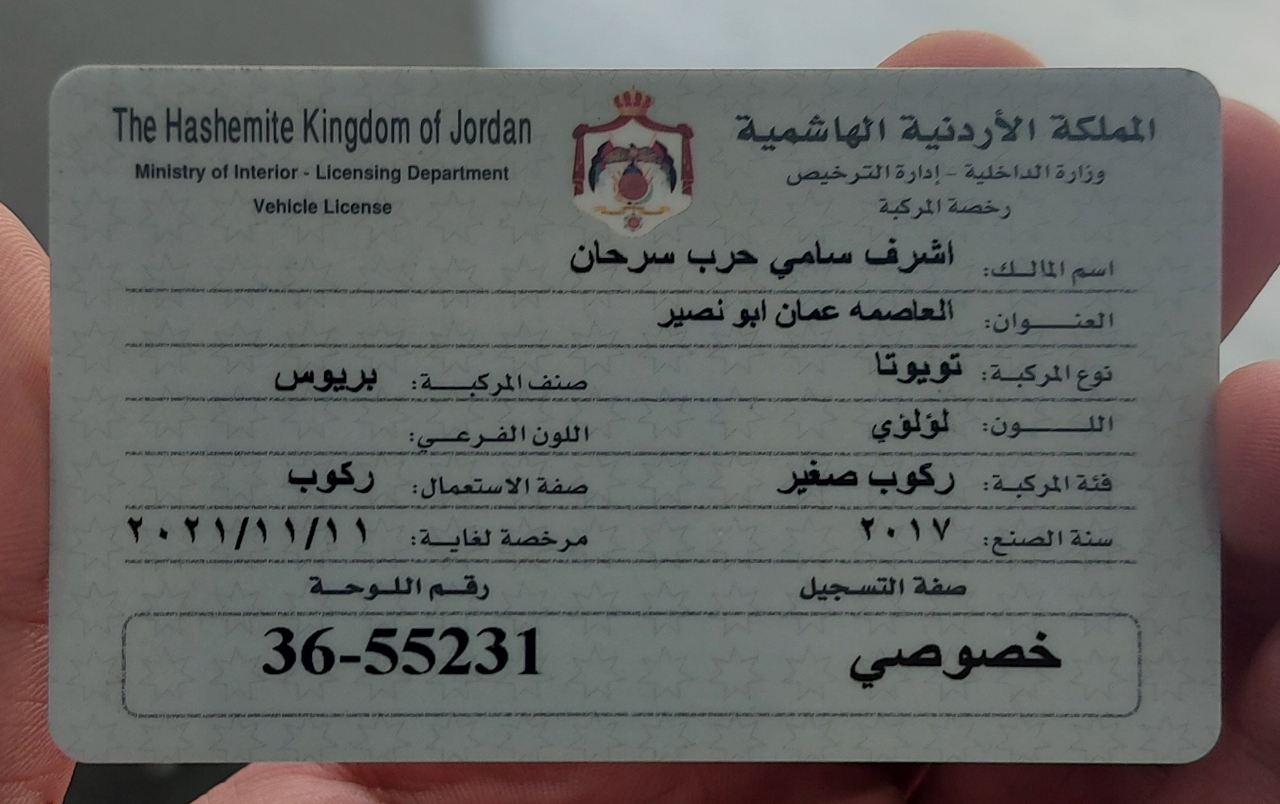 The Hashemite Kingdom of Jordan
المملكة الأردنية الهاشمية
Ministry of Interior - Licensing Department
وزارة الداخلية - إدارة الترخيص
Vehicle License
رخصة المركبة
اسم المالك: اشرف سامي حرب سرحان
العنوان: العاصمه عمان ابو نصير
نوع المركبة: تويوتا صنف المركبة: بريوس
اللون: لؤلؤي اللون الفرعي:
فئة المركبة: ركوب صغير صفة الاستعمال: ركوب
سنة الصنع: ٢٠١٧ مرخصة لغاية: ٢٠٢١/١١/١١
صفة التسجيل رقم اللوحة
خصوصي 36-55231